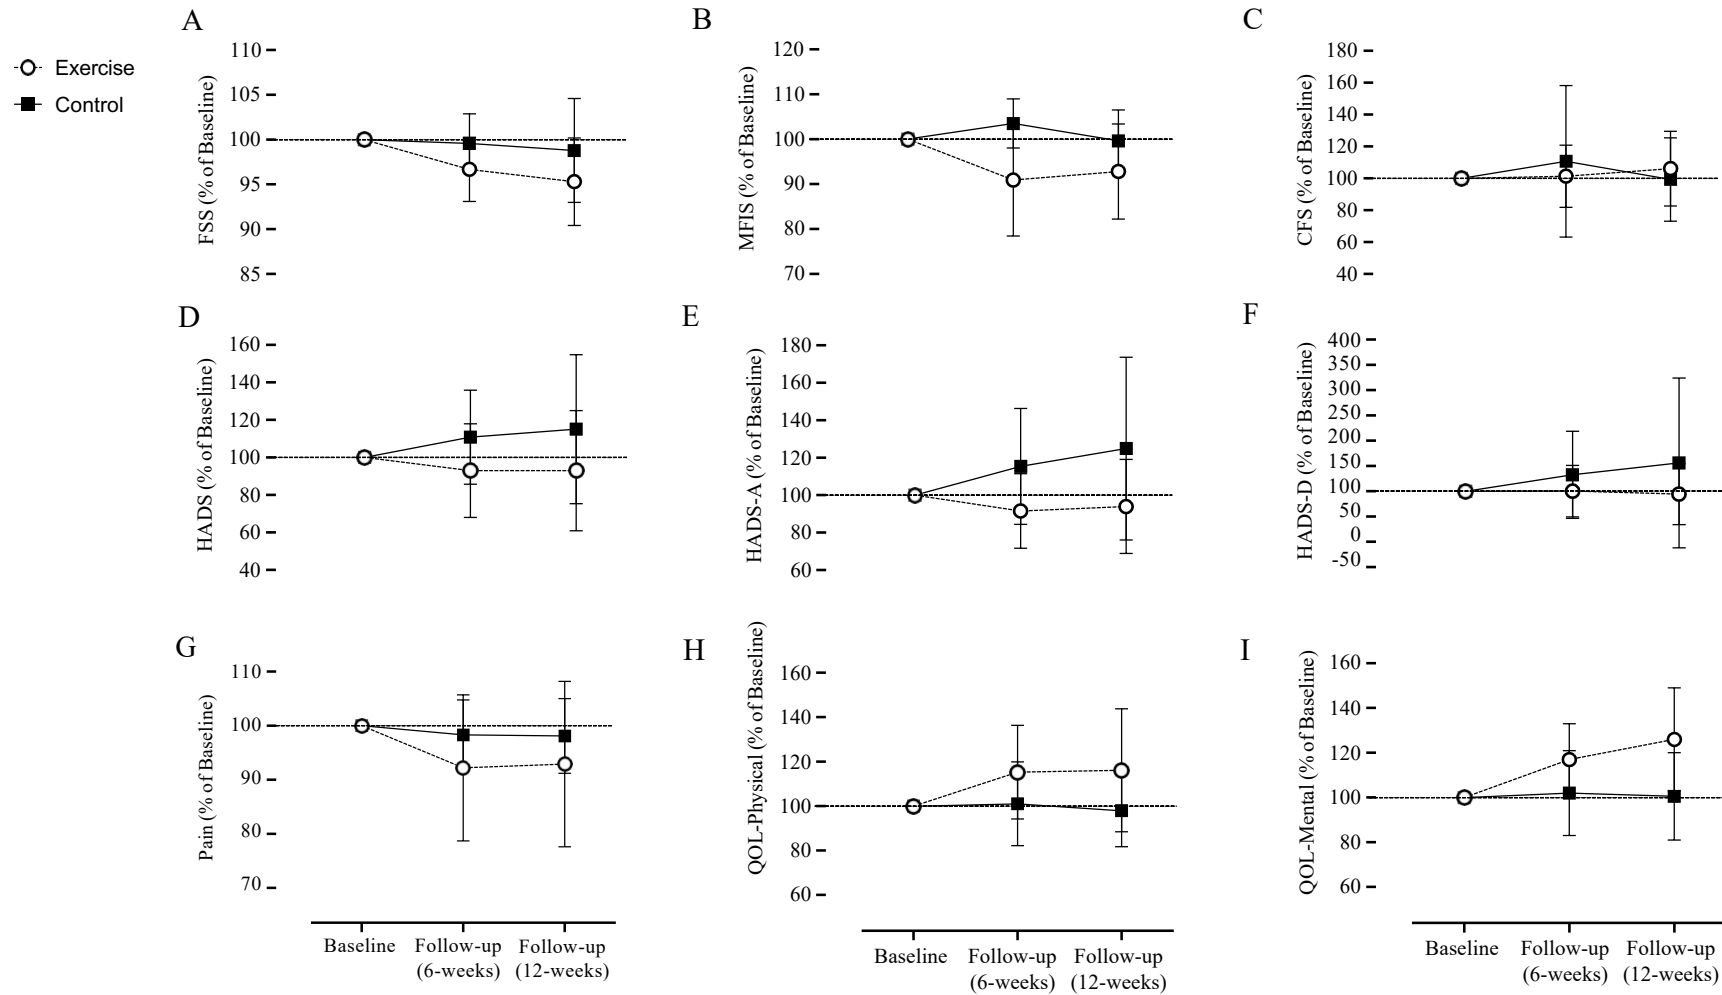 Exercise
Control
A
FSS (% of Baseline)
110
105
100
95
90
85
B
MFIS (% of Baseline)
120
110
100
90
80
70
C
CFS (% of Baseline)
180
160
140
120
100
80
60
40
D
HADS (% of Baseline)
160
140
120
100
80
60
40
E
HADS-A (% of Baseline)
180
160
140
120
100
80
60
F
HADS-D (% of Baseline)
400
350
300
250
200
150
100
50
0
-50
G
Pain (% of Baseline)
110
100
90
80
70
Baseline
Follow-up
(6-weeks)
Follow-up
(12-weeks)
H
QOL-Physical (% of Baseline)
160
140
120
100
80
60
Baseline
Follow-up
(6-weeks)
Follow-up
(12-weeks)
I
QOL-Mental (% of Baseline)
160
140
120
100
80
60
Baseline
Follow-up
(6-weeks)
Follow-up
(12-weeks)